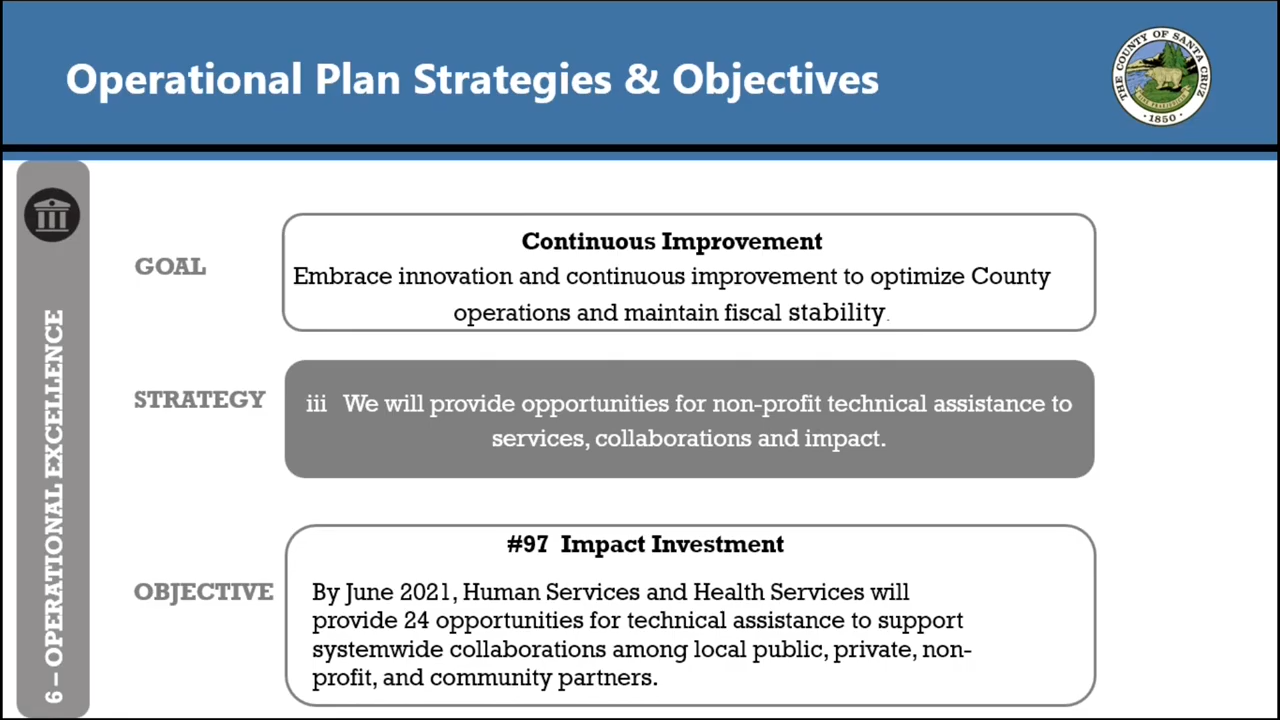 Operational Plan Strategies & Objectives
THE COUNTY OF SANTA CRUZ
· 1850 ·
6 – OPERATIONAL EXCELLENCE
GOAL
Continuous Improvement
Embrace innovation and continuous improvement to optimize County
operations and maintain fiscal stability.
STRATEGY
iii We will provide opportunities for non-profit technical assistance to
services, collaborations and impact.
OBJECTIVE
#97 Impact Investment
By June 2021, Human Services and Health Services will
provide 24 opportunities for technical assistance to support
systemwide collaborations among local public, private, non-
profit, and community partners.